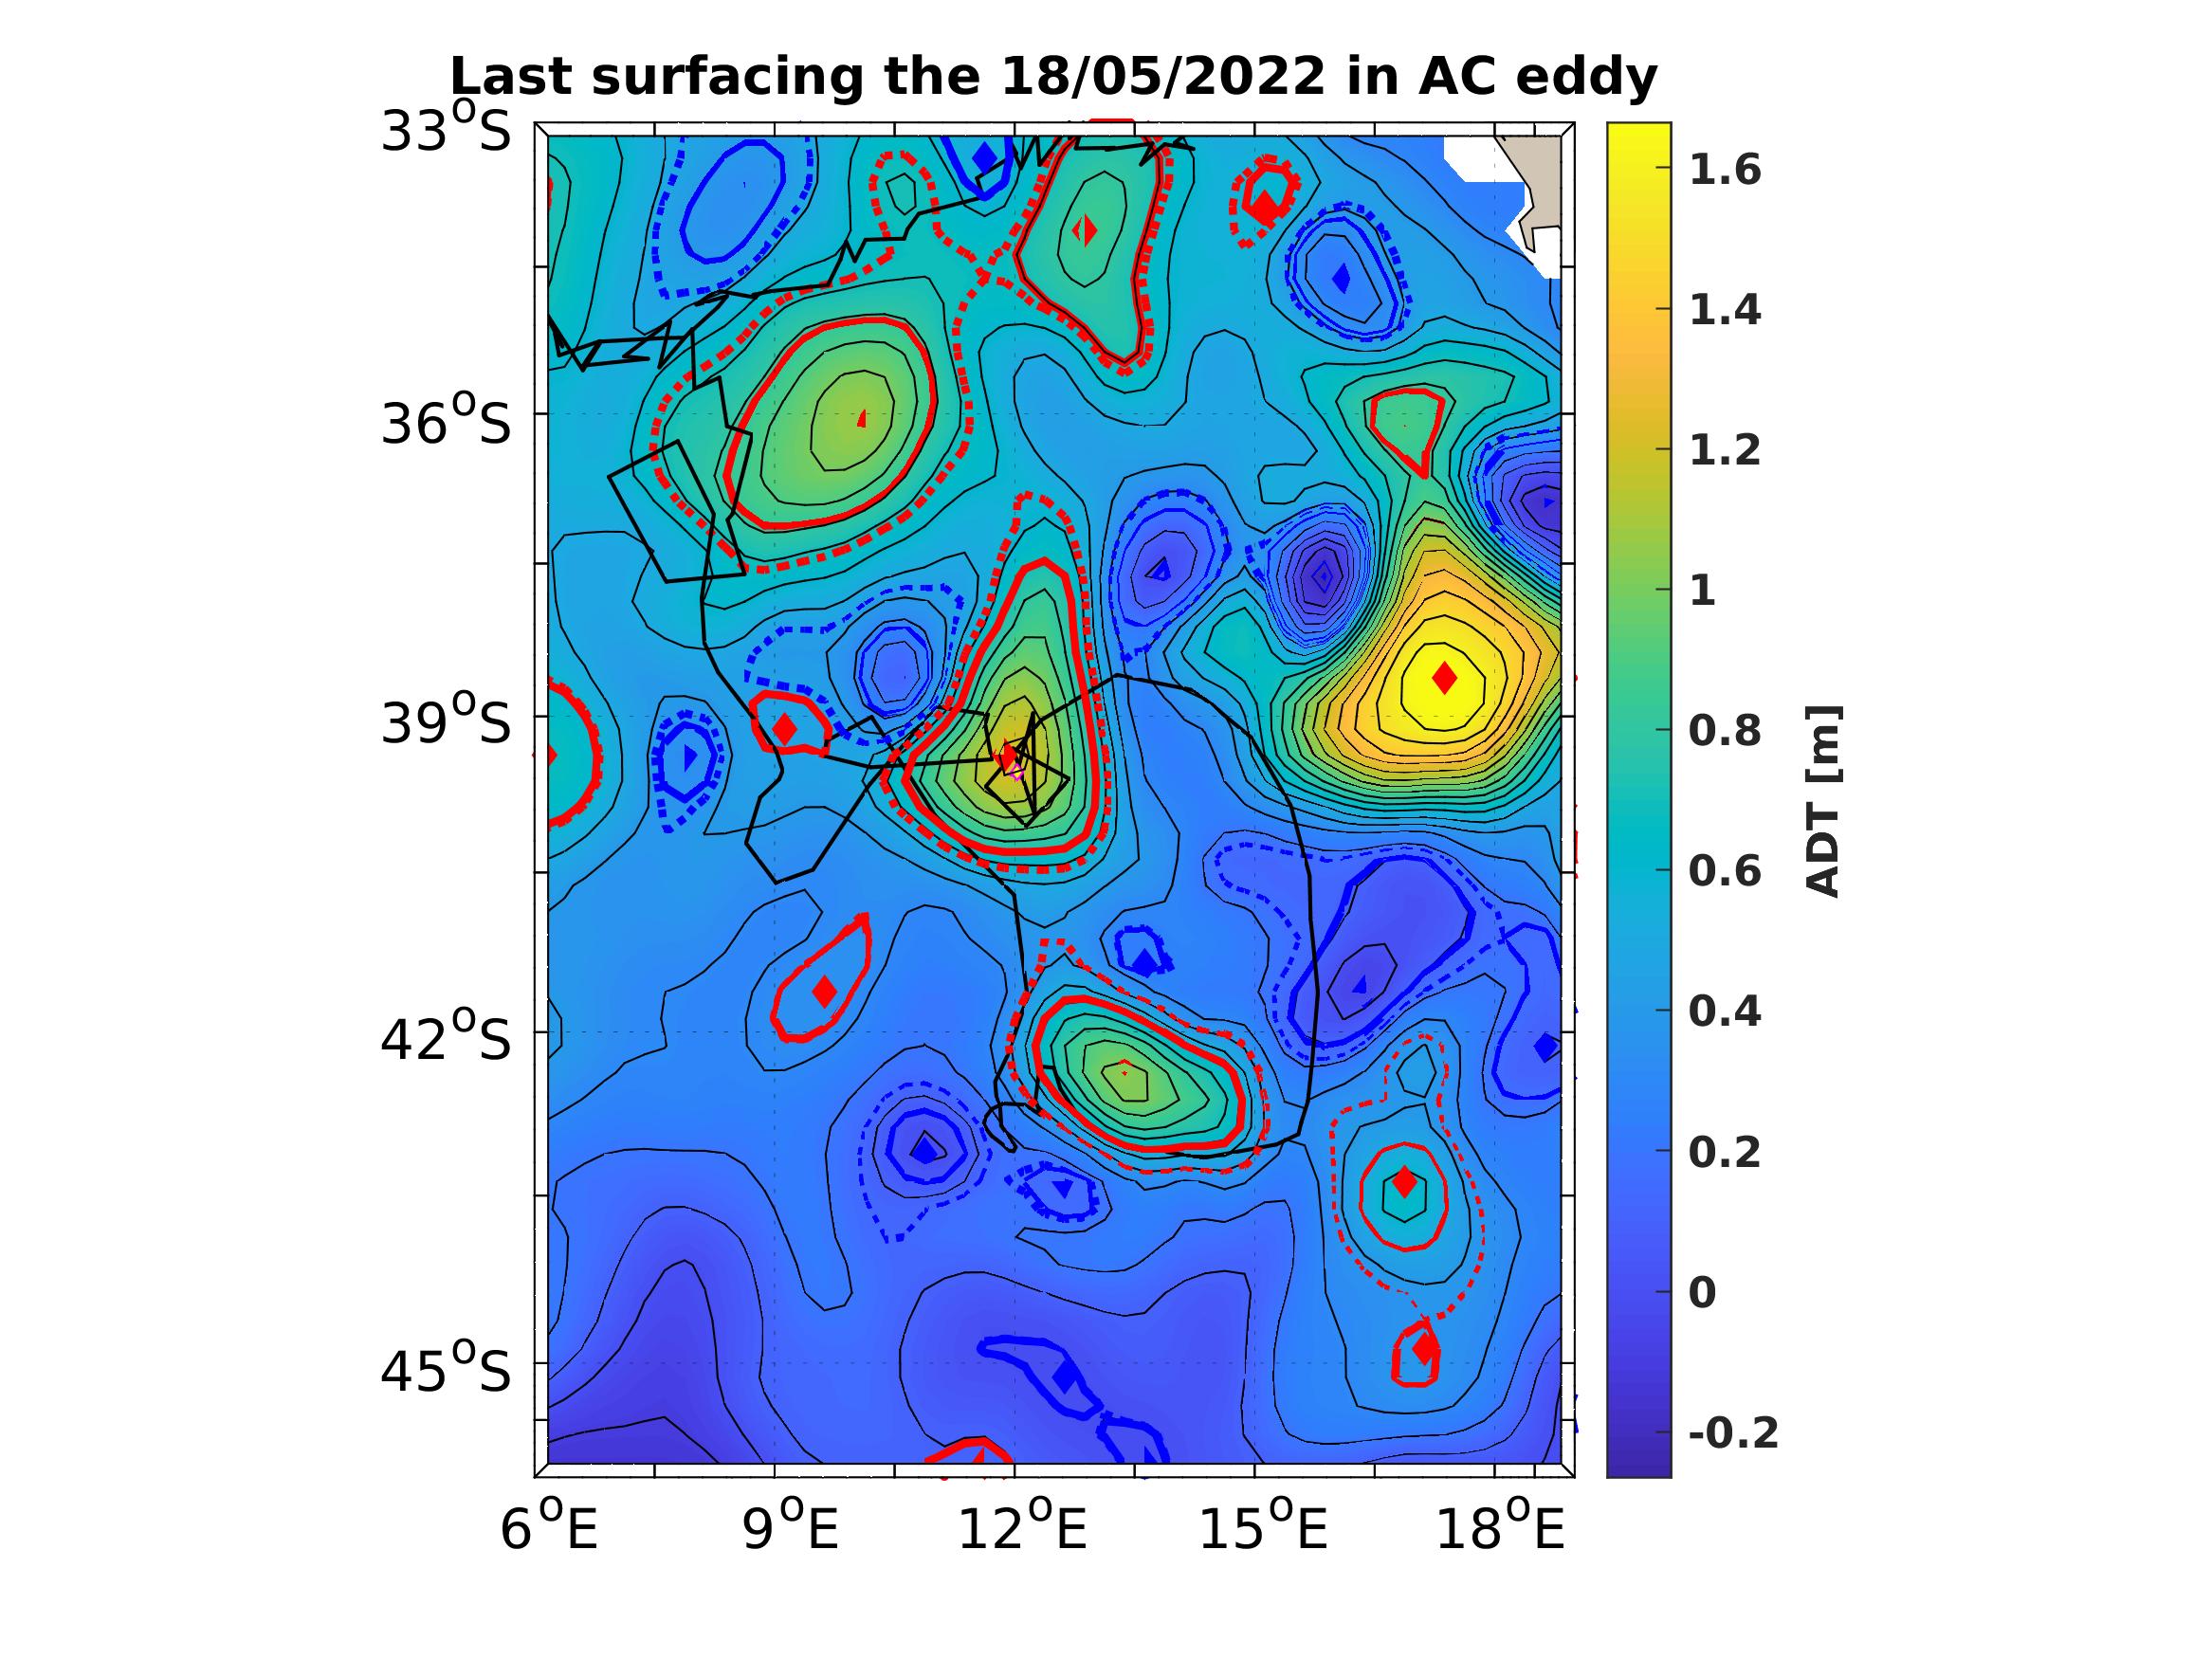 Last surfacing the 18/05/2022 in AC eddy
33°S
36°S
39°S
42°S
45°S
6°E 9°E 12°E 15°E 18°E
1.6
1.4
1.2
1
0.8
0.6
0.4
0.2
0
-0.2
ADT [m]